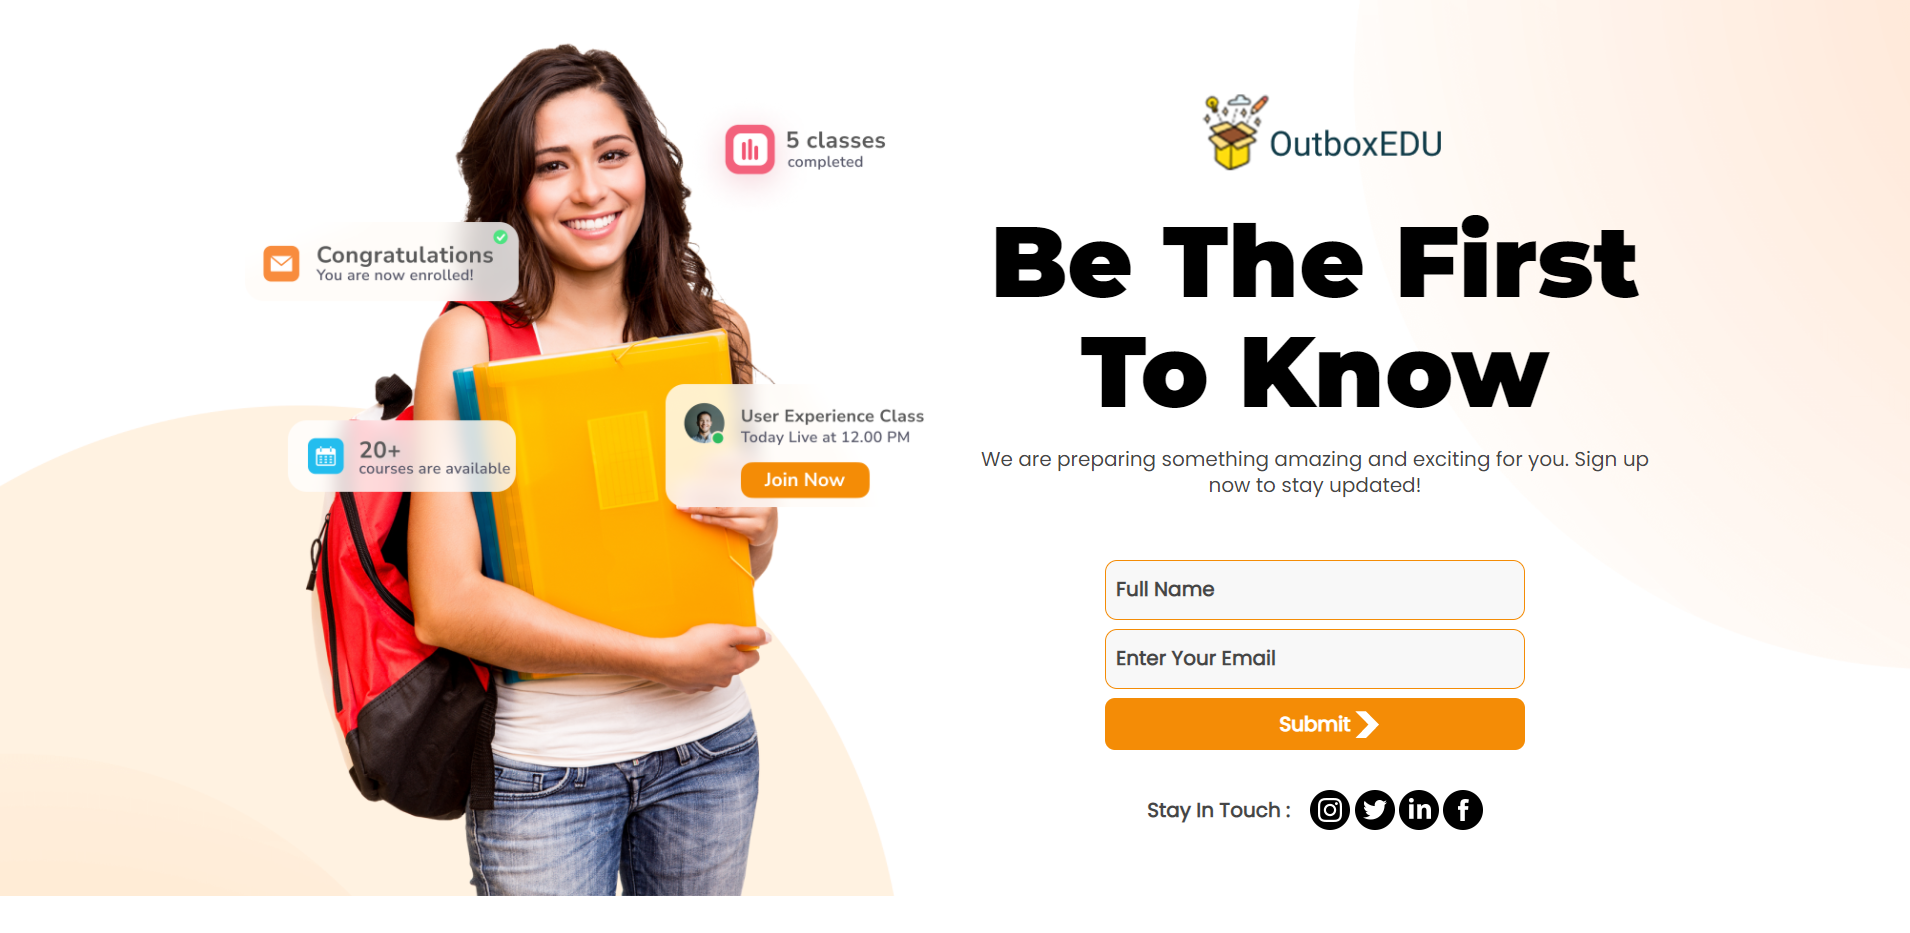 5 classes
completed
Congratulations
You are now enrolled!
20+
courses are available
User Experience Class
Today Live at 12.00 PM
Join Now
OutboxEDU
Be The First
To Know
We are preparing something amazing and exciting for you. Sign up
now to stay updated!
Full Name
Enter Your Email
Submit
Stay In Touch :